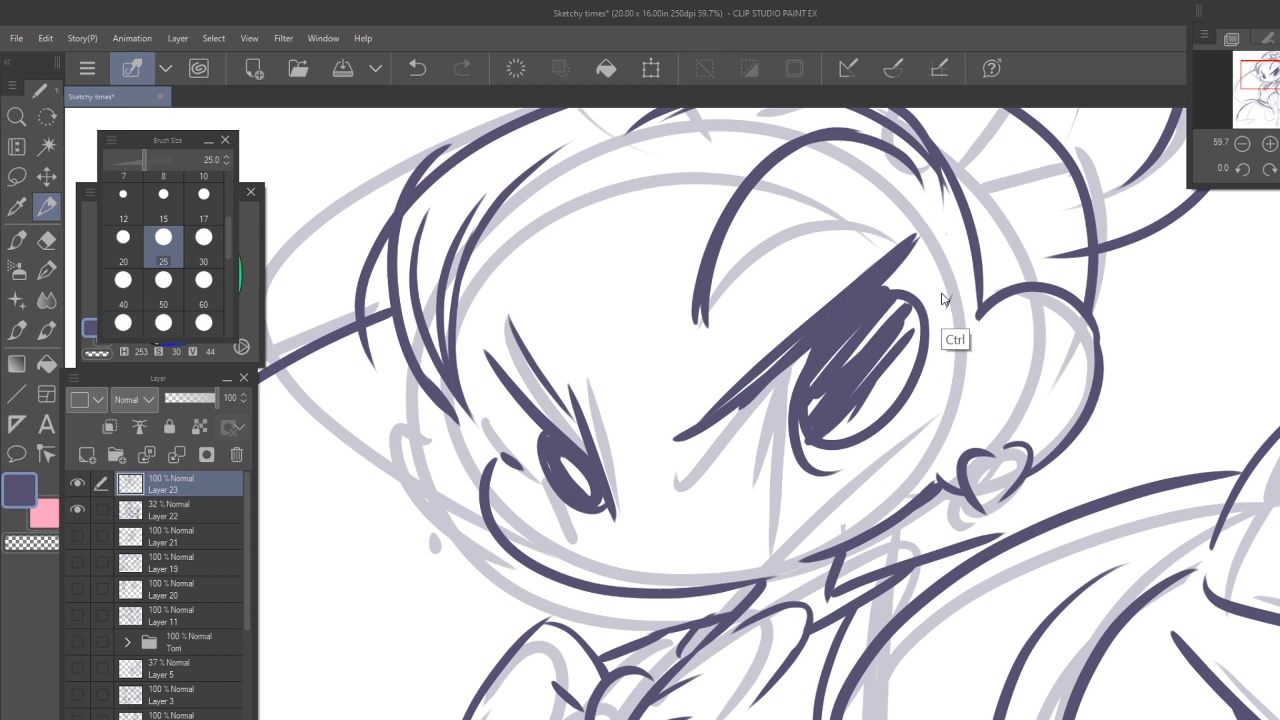 Sketchy times* (20.00 x 16.00in 250dpi 59.7%) - CLIP STUDIO PAINT EX
File Edit Story(P) Animation Layer Select View Filter Window Help
Sketchy times*
Brush Size
25.0
7 8 10
12 15 17
20 25 30
40 50 60
H 253 S 30 V 44
59.7
0.0
Ctrl
Layer
Normal 100
100 % Normal
Layer 23
32 % Normal
Layer 22
100 % Normal
Layer 21
100 % Normal
Layer 19
100 % Normal
Layer 20
100 % Normal
Layer 11
100 % Normal
Tom
37 % Normal
Layer 5
100 % Normal
Layer 3
100 % Normal